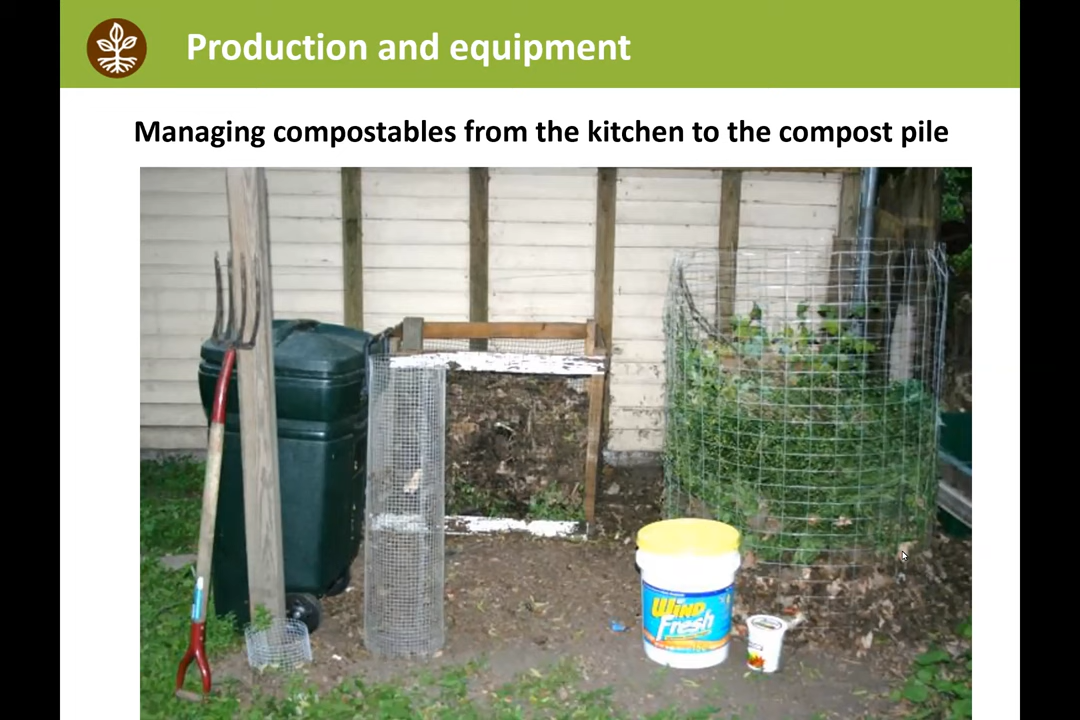 Production and equipment
Managing compostables from the kitchen to the compost pile
Wind
Fresh